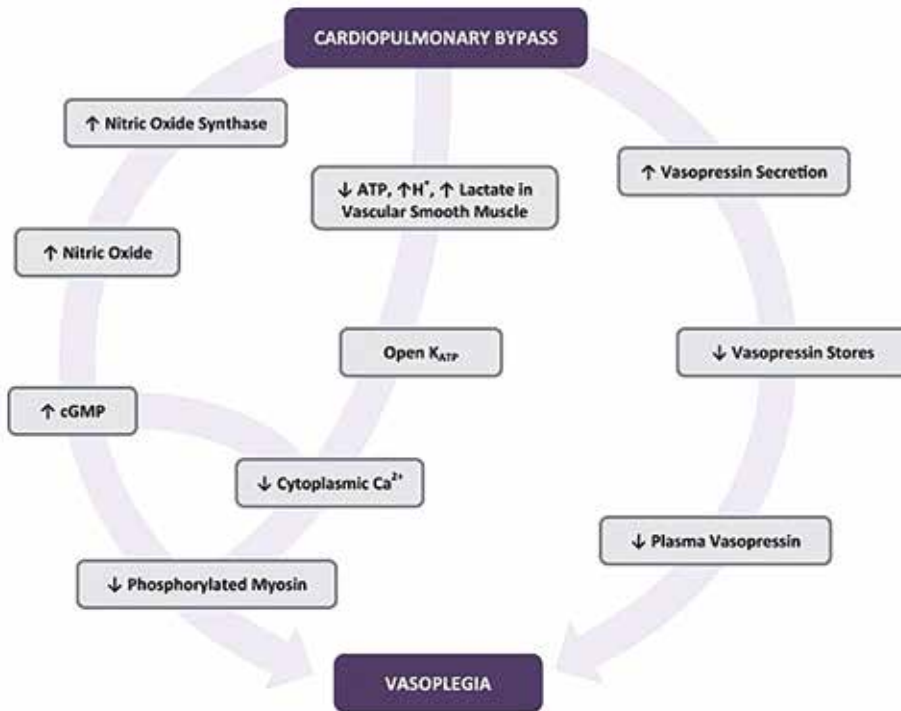 CARDIOPULMONARY BYPASS
↑ Nitric Oxide Synthase
↓ ATP, ↑H⁺, ↑ Lactate in
Vascular Smooth Muscle
↑ Vasopressin Secretion
↑ Nitric Oxide
Open K_ATP
↓ Vasopressin Stores
↑ cGMP
↓ Cytoplasmic Ca²⁺
↓ Plasma Vasopressin
↓ Phosphorylated Myosin
VASOPLEGIA